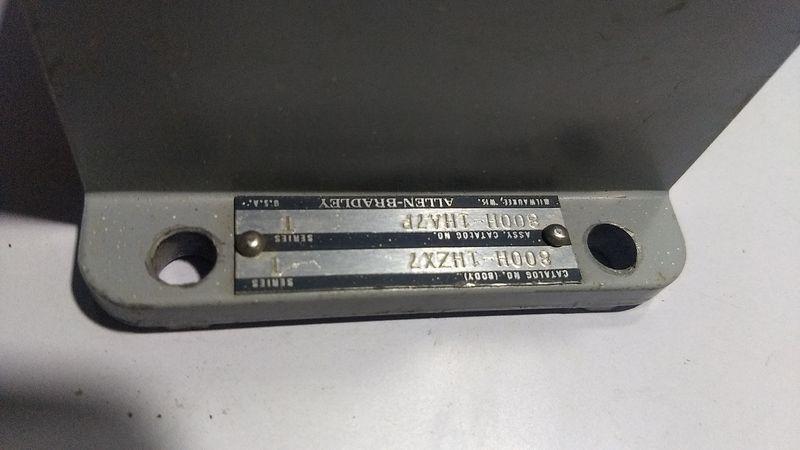 CATALOG NO. (BODY) SERIES
800H-1HZX7 T
ASSY. CATALOG NO. SERIES
800H-1HA7P T
MILWAUKEE, WIS. ALLEN-BRADLEY U.S.A.